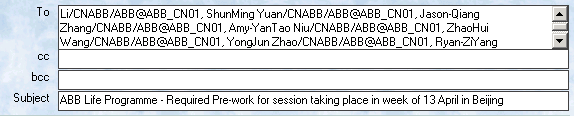 To
Li/CNABB/ABB@ABB_CN01, ShunMing Yuan/CNABB/ABB@ABB_CN01, Jason-Qiang
Zhang/CNABB/ABB@ABB_CN01, Amy-YanTao Niu/CNABB/ABB@ABB_CN01, ZhaoHui
Wang/CNABB/ABB@ABB_CN01, YongJun Zhao/CNABB/ABB@ABB_CN01, Ryan-ZiYang
cc
bcc
Subject ABB Life Programme - Required Pre-work for session taking place in week of 13 April in Beijing